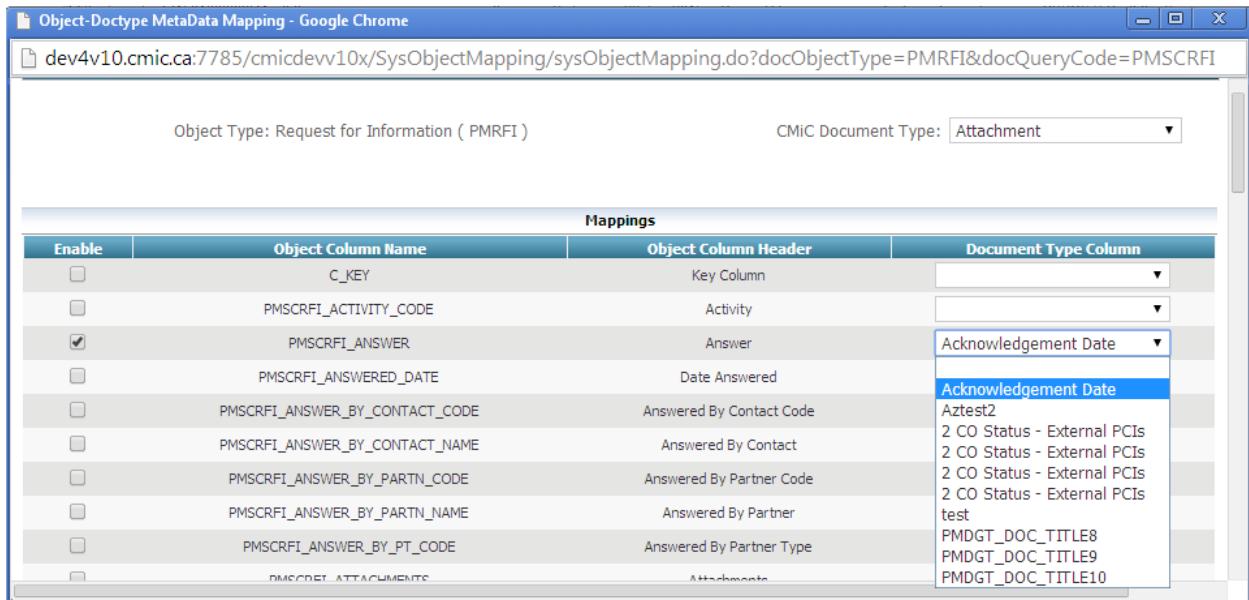 Object-Doctype MetaData Mapping - Google Chrome
dev4v10.cmic.ca:7785/cmicdevv10x/SysObjectMapping/sysObjectMapping.do?docObjectType=PMRFI&docQueryCode=PMSCRFI
Object Type: Request for Information ( PMRFI ) CMiC Document Type: Attachment
Mappings
Enable Object Column Name Object Column Header Document Type Column
C_KEY Key Column
PMSCRFI_ACTIVITY_CODE Activity
PMSCRFI_ANSWER Answer Acknowledgement Date
PMSCRFI_ANSWERED_DATE Date Answered
Acknowledgement Date
PMSCRFI_ANSWER_BY_CONTACT_CODE Answered By Contact Code Aztest2
2 CO Status - External PCIs
PMSCRFI_ANSWER_BY_CONTACT_NAME Answered By Contact 2 CO Status - External PCIs
PMSCRFI_ANSWER_BY_PARTN_CODE Answered By Partner Code 2 CO Status - External PCIs
2 CO Status - External PCIs
PMSCRFI_ANSWER_BY_PARTN_NAME Answered By Partner test
PMDGT_DOC_TITLE8
PMSCRFI_ANSWER_BY_PT_CODE Answered By Partner Type PMDGT_DOC_TITLE9
PMSCRFI_ATTACHMENTS Attachments PMDGT_DOC_TITLE10